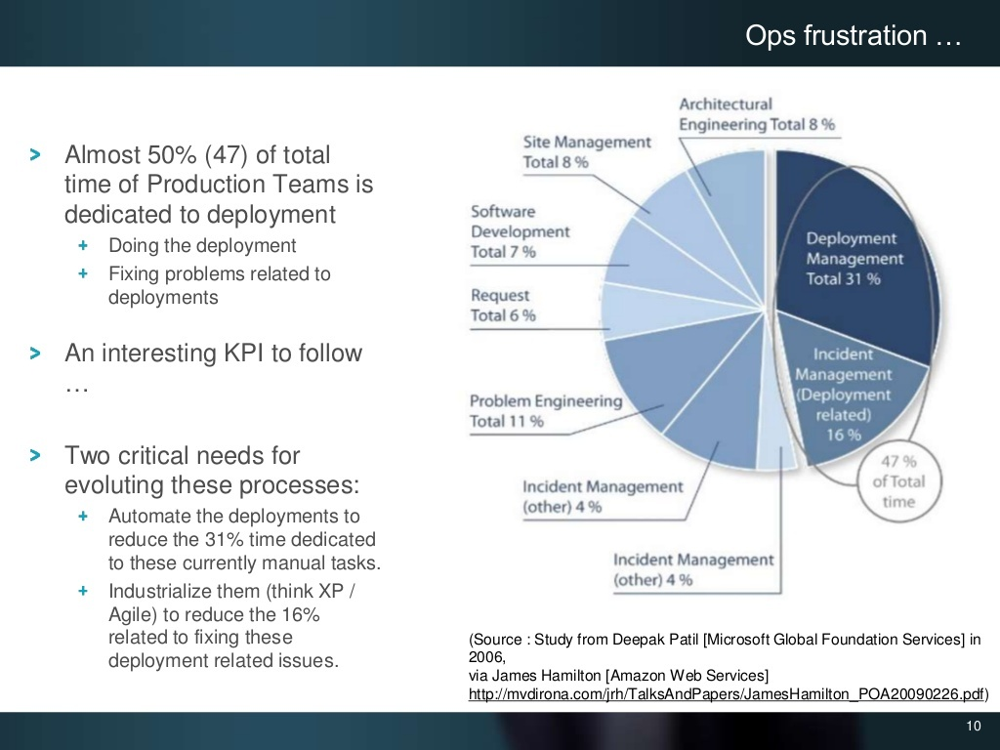 Ops frustration …
> Almost 50% (47) of total
time of Production Teams is
dedicated to deployment
+ Doing the deployment
+ Fixing problems related to
deployments
> An interesting KPI to follow
…
> Two critical needs for
evoluting these processes:
+ Automate the deployments to
reduce the 31% time dedicated
to these currently manual tasks.
+ Industrialize them (think XP /
Agile) to reduce the 16%
related to fixing these
deployment related issues.
Architectural
Engineering Total 8 %
Site Management
Total 8 %
Software
Development
Total 7 %
Request
Total 6 %
Problem Engineering
Total 11 %
Incident Management
(other) 4 %
Incident Management
(other) 4 %
Deployment
Management
Total 31 %
Incident
Management
(Deployment
related)
16 %
47 %
of Total
time
(Source : Study from Deepak Patil [Microsoft Global Foundation Services] in
2006,
via James Hamilton [Amazon Web Services]
http://mvdirona.com/jrh/TalksAndPapers/JamesHamilton_POA20090226.pdf)
10